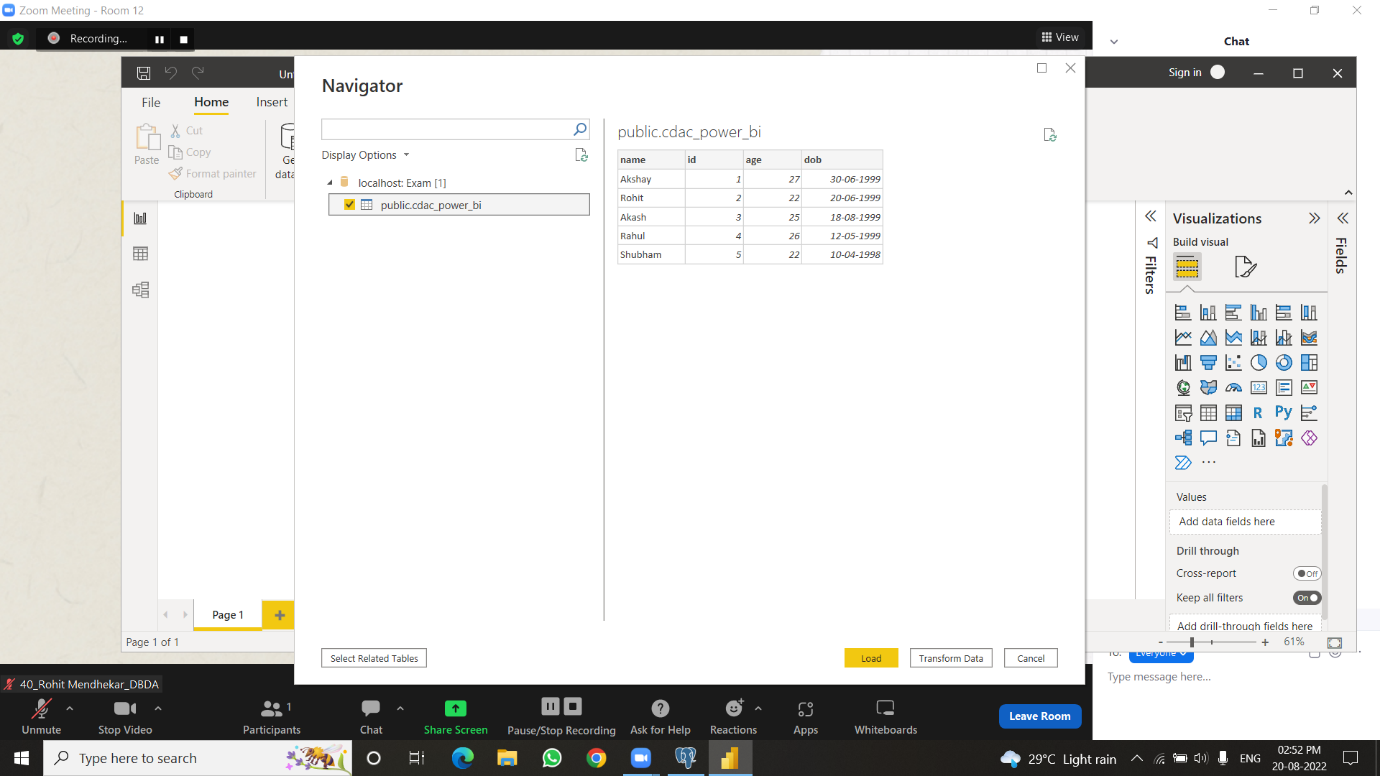 Zoom Meeting - Room 12
Recording...
View
Chat
Un
Sign in
Navigator
File
Home
Insert
Paste
Cut
Copy
Format painter
Clipboard
Ge
data
Display Options
localhost: Exam [1]
public.cdac_power_bi
public.cdac_power_bi
name id age dob
Akshay 1 27 30-06-1999
Rohit 2 22 20-06-1999
Akash 3 25 18-08-1999
Rahul 4 26 12-05-1999
Shubham 5 22 10-04-1998
Filters
Visualizations
Build visual
Fields
123
R
Py
...
Values
Add data fields here
Drill through
Cross-report
Off
Keep all filters
On
Add drill-through fields here
Page 1
Page 1 of 1
- + 61%
Select Related Tables
Load
Transform Data
Cancel
To: Everyone
Type message here...
40_Rohit Mendhekar_DBDA
Unmute
Stop Video
1
Participants
Chat
Share Screen
Pause/Stop Recording
Ask for Help
Reactions
Apps
Whiteboards
Leave Room
Type here to search
29°C Light rain
ENG
02:52 PM
20-08-2022